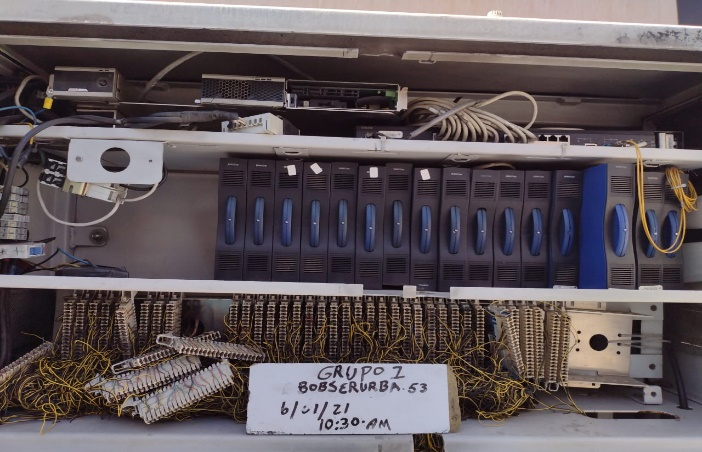 GRUPO I
BOBSERURBA-53
6/01/21
10:30-AM